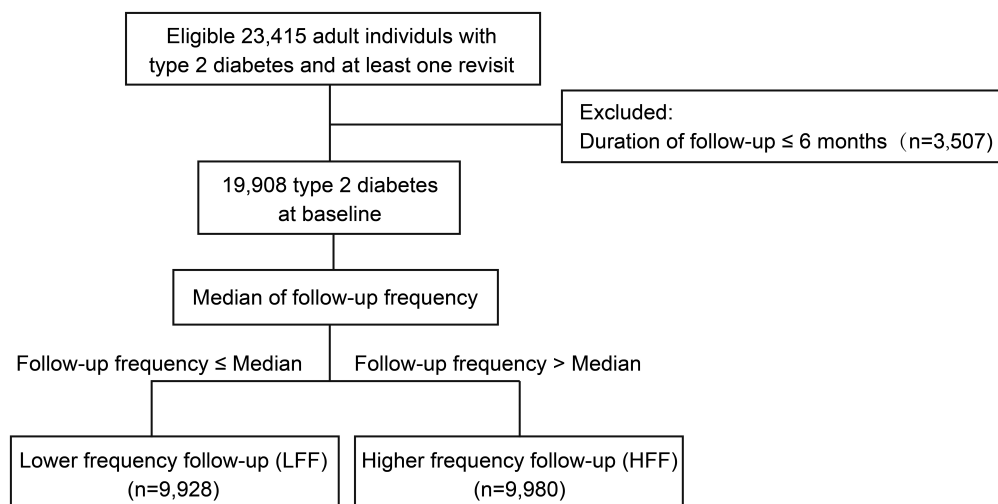 Eligible 23,415 adult individuls with
type 2 diabetes and at least one revisit
Excluded:
Duration of follow-up ≤ 6 months（n=3,507)
19,908 type 2 diabetes
at baseline
Median of follow-up frequency
Follow-up frequency ≤ Median
Follow-up frequency > Median
Lower frequency follow-up (LFF)
(n=9,928)
Higher frequency follow-up (HFF)
(n=9,980)